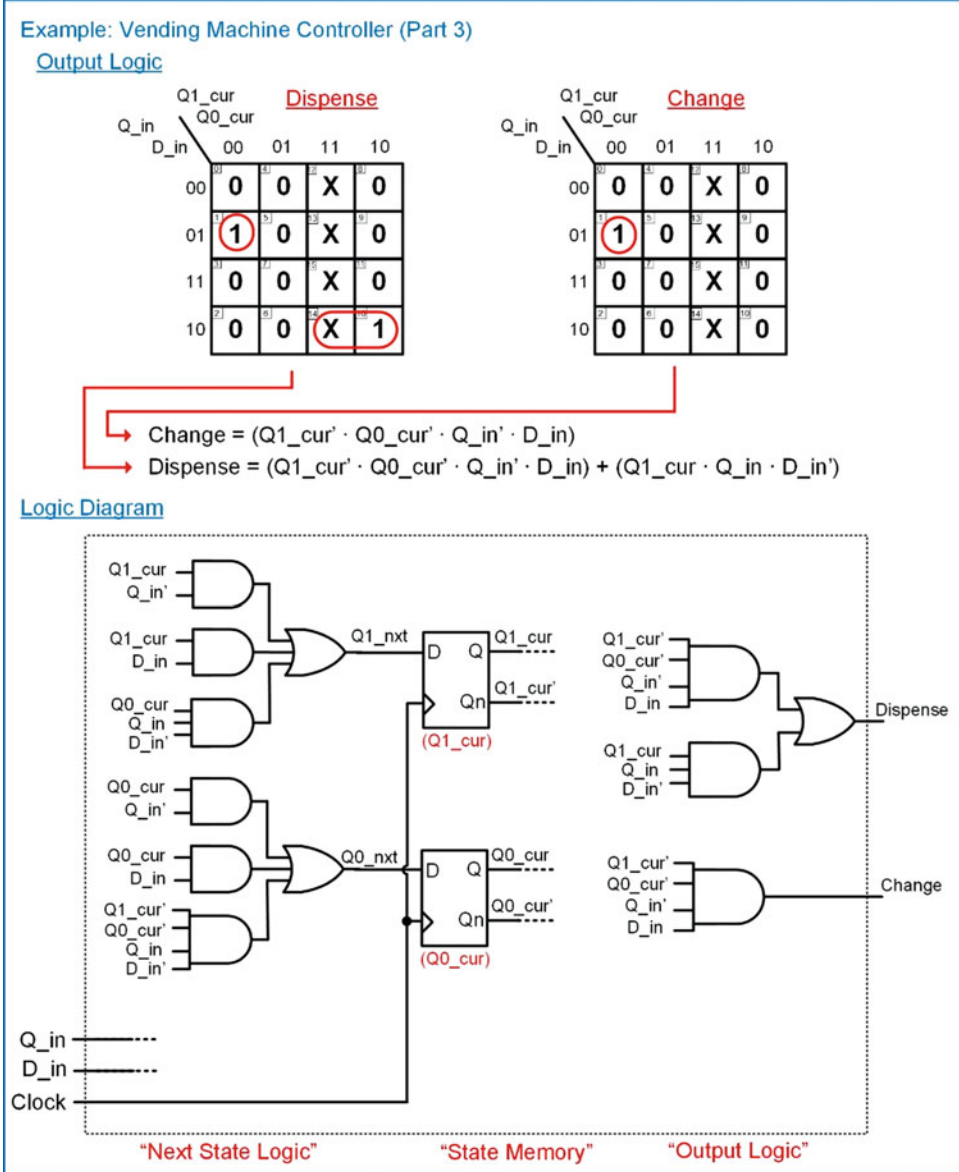 Example: Vending Machine Controller (Part 3)
Output Logic
Q1_cur
Q0_cur
Dispense
Q_in
D_in
00 01 11 10
00 0 0 X 0
01 1 0 X 0
11 0 0 X 0
10 0 0 X 1
Q1_cur
Q0_cur
Change
Q_in
D_in
00 01 11 10
00 0 0 X 0
01 1 0 X 0
11 0 0 X 0
10 0 0 X 0
Change = (Q1_cur' · Q0_cur' · Q_in' · D_in)
Dispense = (Q1_cur' · Q0_cur' · Q_in' · D_in) + (Q1_cur · Q_in · D_in')
Logic Diagram
Q1_cur
Q_in'
Q1_cur
D_in
Q0_cur
Q_in
D_in'
Q1_nxt
D Q
Qn
(Q1_cur)
Q1_cur
Q1_cur'
Q0_cur
Q_in'
Q0_cur
D_in
Q1_cur'
Q0_cur'
Q_in
D_in'
Q0_nxt
D Q
Qn
(Q0_cur)
Q0_cur
Q0_cur'
Q1_cur'
Q0_cur'
Q_in'
D_in
Q1_cur
Q_in
D_in'
Dispense
Q1_cur'
Q0_cur'
Q_in'
D_in
Change
Q_in
D_in
Clock
"Next State Logic"
"State Memory"
"Output Logic"